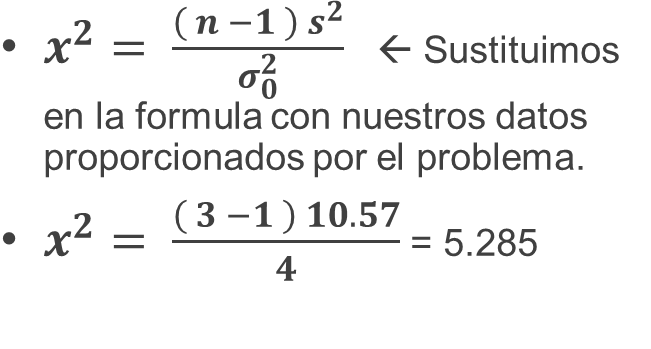 • x² = ( n −1 ) s² / σ₀² ← Sustituimos
en la formula con nuestros datos
proporcionados por el problema.
• x² = ( 3 −1 ) 10.57 / 4 = 5.285